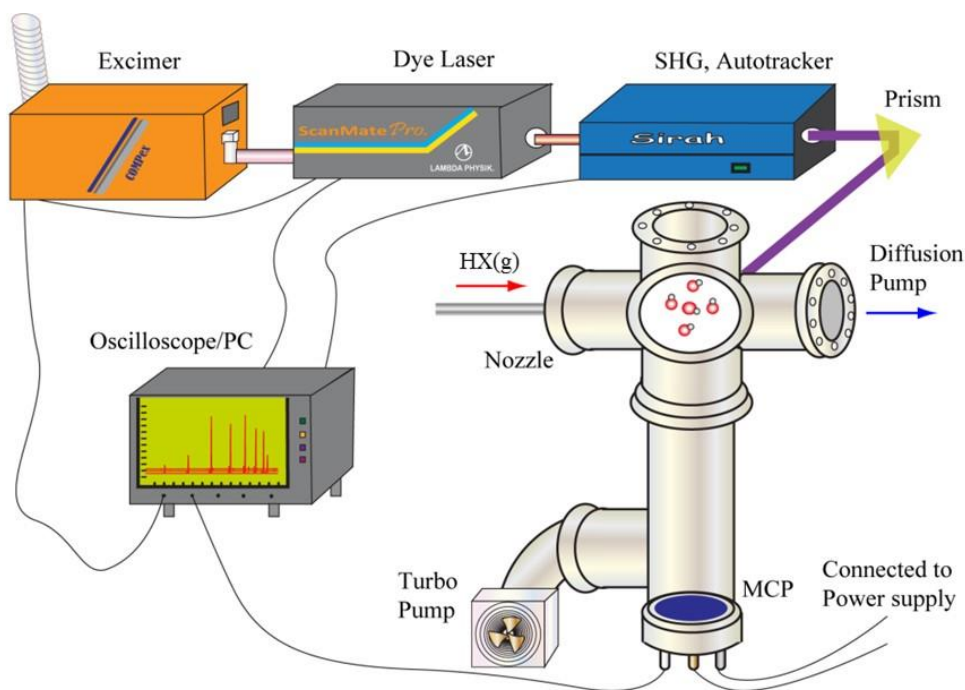 Excimer
Dye Laser
SHG, Autotracker
Prism
COMPex
ScanMate Pro.
LAMBDA PHYSIK.
Sirah
HX(g)
Diffusion
Pump
Nozzle
Oscilloscope/PC
Turbo
Pump
MCP
Connected to
Power supply